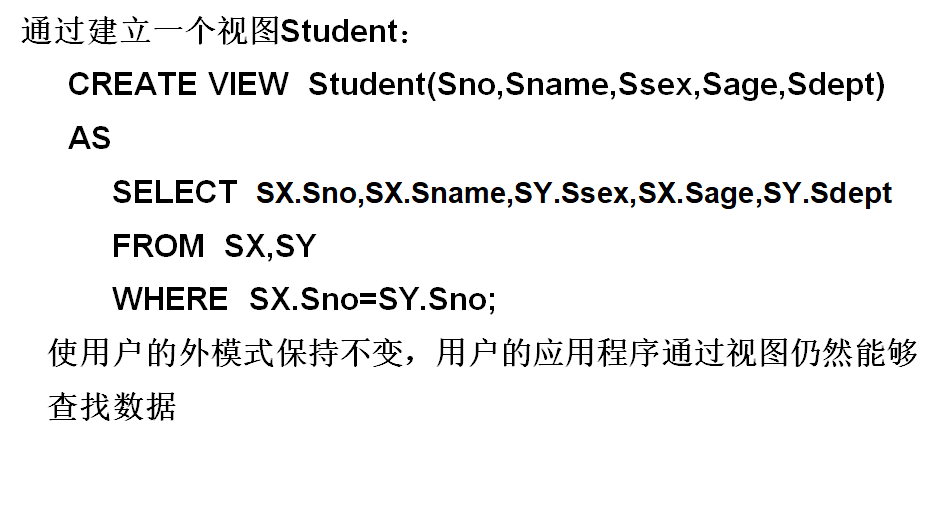 通过建立一个视图Student：
CREATE VIEW Student(Sno,Sname,Ssex,Sage,Sdept)
AS
SELECT SX.Sno,SX.Sname,SY.Ssex,SX.Sage,SY.Sdept
FROM SX,SY
WHERE SX.Sno=SY.Sno;
使用户的外模式保持不变，用户的应用程序通过视图仍然能够
查找数据